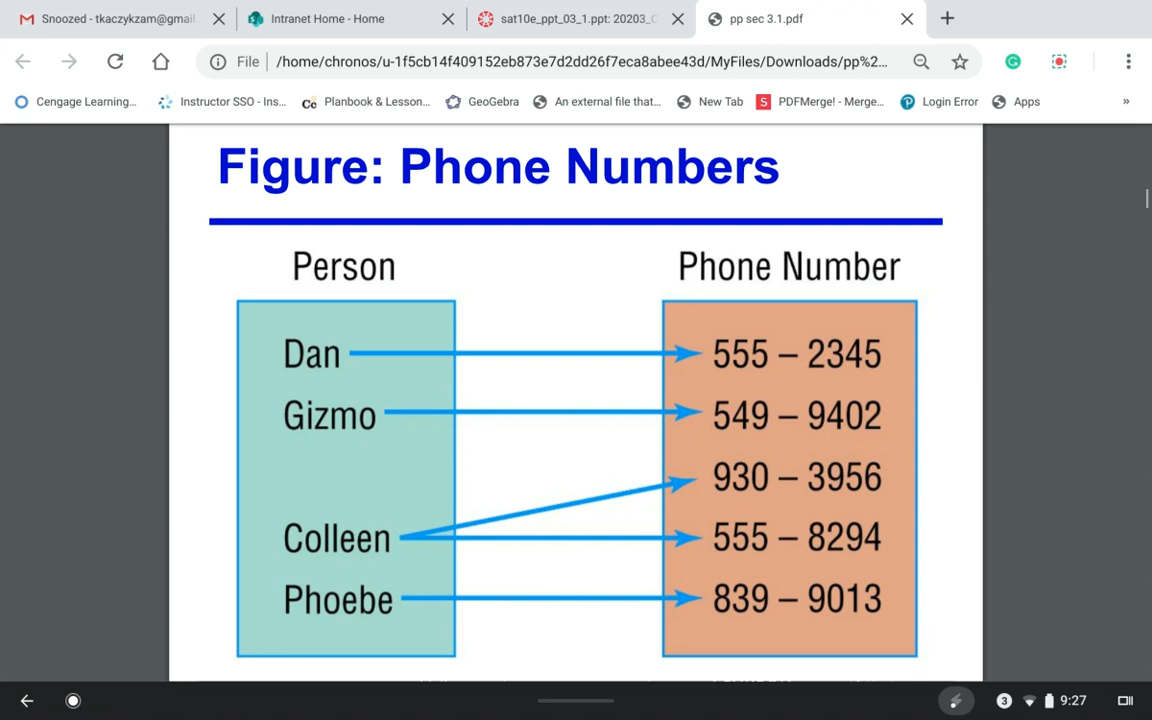 Snoozed - tkaczykzam@gmail
Intranet Home - Home
sat10e_ppt_03_1.ppt: 20203_C
pp sec 3.1.pdf
File
/home/chronos/u-1f5cb14f409152eb873e7d2dd26f7eca8abee43d/MyFiles/Downloads/pp%2...
Cengage Learning...
Instructor SSO - Ins...
Cc Planbook & Lesson...
GeoGebra
An external file that...
New Tab
S PDFMerge! - Merge...
Login Error
Apps
»
Figure: Phone Numbers
Person
Phone Number
Dan
555 – 2345
Gizmo
549 – 9402
930 – 3956
Colleen
555 – 8294
Phoebe
839 – 9013
3
9:27